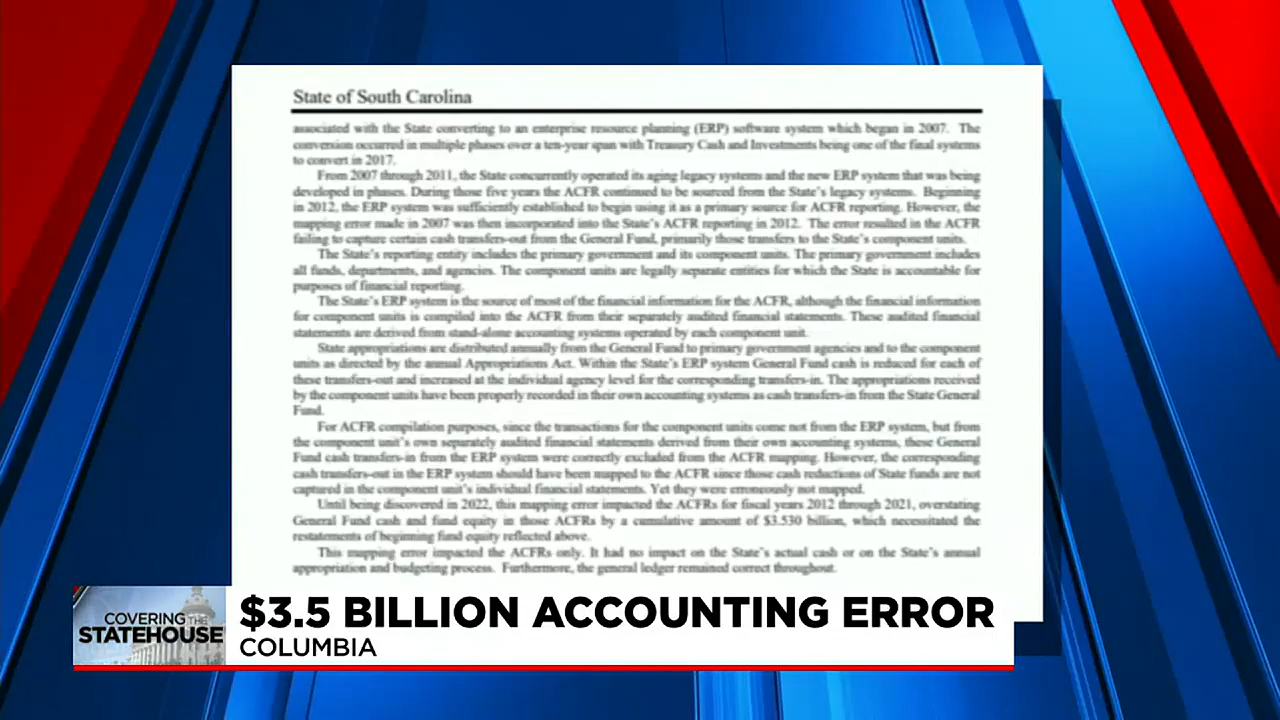 State of South Carolina
associated with the State converting to an enterprise resource planning (ERP) software system which began in 2007. The
conversion occurred in multiple phases over a ten-year span with Treasury Cash and Investments being one of the final systems
to convert in 2017.
From 2007 through 2011, the State concurrently operated its aging legacy systems and the new ERP system that was being
developed in phases. During those five years the ACFR continued to be sourced from the State's legacy systems. Beginning
in 2012, the ERP system was sufficiently established to begin using it as a primary source for ACFR reporting. However, the
mapping error made in 2007 was then incorporated into the State's ACFR reporting in 2012. The error resulted in the ACFR
failing to capture certain cash transfers-out from the General Fund, primarily those transfers to the State's component units.
The State's reporting entity includes the primary government and its component units. The primary government includes
all funds, departments, and agencies. The component units are legally separate entities for which the State is accountable for
purposes of financial reporting.
The State's ERP system is the source of most of the financial information for the ACFR, although the financial information
for component units is compiled into the ACFR from their separately audited financial statements. These audited financial
statements are derived from stand-alone accounting systems operated by each component unit.
State appropriations are distributed annually from the General Fund to primary government agencies and to the component
units as directed by the annual Appropriations Act. Within the State's ERP system General Fund cash is reduced for each of
these transfers-out and increased at the individual agency level for the corresponding transfers-in. The appropriations received
by the component units have been properly recorded in their own accounting systems as cash transfers-in from the State General
Fund.
For ACFR compilation purposes, since the transactions for the component units come not from the ERP system, but from
the component unit's own separately audited financial statements derived from their own accounting systems, these General
Fund cash transfers-in from the ERP system were correctly excluded from the ACFR mapping. However, the corresponding
cash transfers-out in the ERP system should have been mapped to the ACFR since those cash reductions of State funds are not
captured in the component unit's individual financial statements. Yet they were erroneously not mapped.
Until being discovered in 2022, this mapping error impacted the ACFRs for fiscal years 2012 through 2021, overstating
General Fund cash and fund equity in those ACFRs by a cumulative amount of $3.530 billion, which necessitated the
restatements of beginning fund equity reflected above.
This mapping error impacted the ACFRs only. It had no impact on the State's actual cash or on the State's annual
appropriation and budgeting process. Furthermore, the general ledger remained correct throughout.
COVERING THE
STATEHOUSE
$3.5 BILLION ACCOUNTING ERROR
COLUMBIA